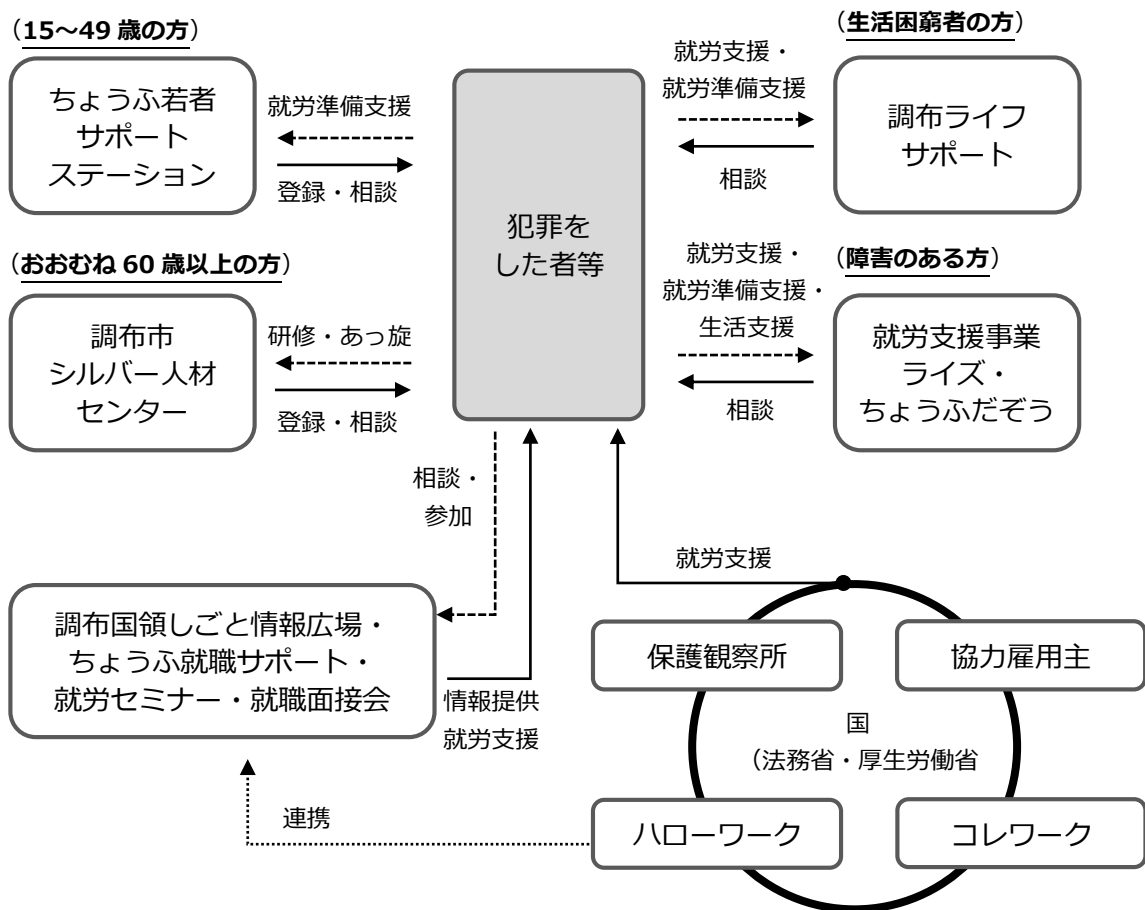 （15～49 歳の方）
ちょうふ若者
サポート
ステーション
就労準備支援
登録・相談
（おおむね 60 歳以上の方）
調布市
シルバー人材
センター
研修・あっ旋
登録・相談
犯罪を
した者等
（生活困窮者の方）
就労支援・
就労準備支援
相談
調布ライフ
サポート
（障害のある方）
就労支援・
就労準備支援・
生活支援
相談
就労支援事業
ライズ・
ちょうふだぞう
相談・
参加
調布国領しごと情報広場・
ちょうふ就職サポート・
就労セミナー・就職面接会
情報提供
就労支援
連携
就労支援
保護観察所
協力雇用主
国
（法務省・厚生労働省
ハローワーク
コレワーク